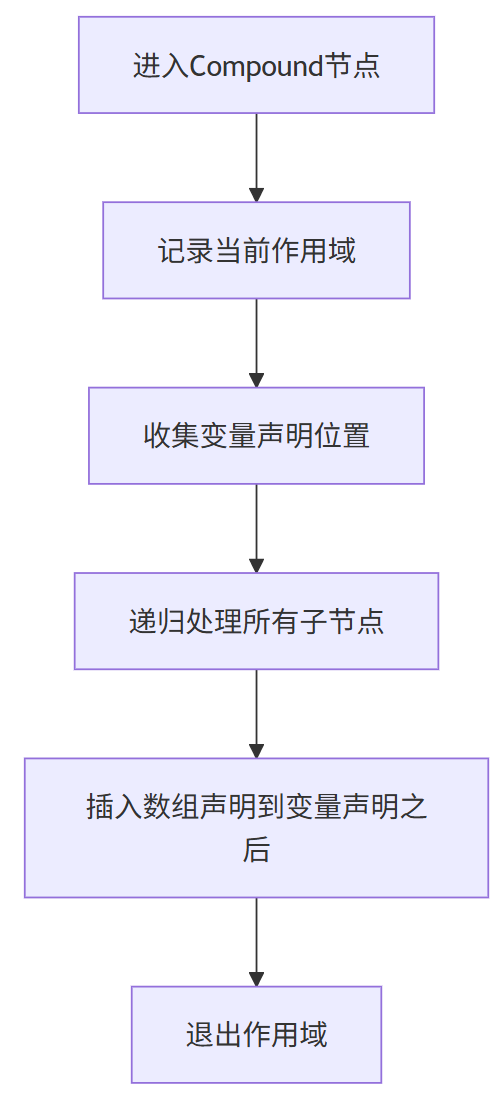 进入Compound节点
记录当前作用域
收集变量声明位置
递归处理所有子节点
插入数组声明到变量声明之
后
退出作用域